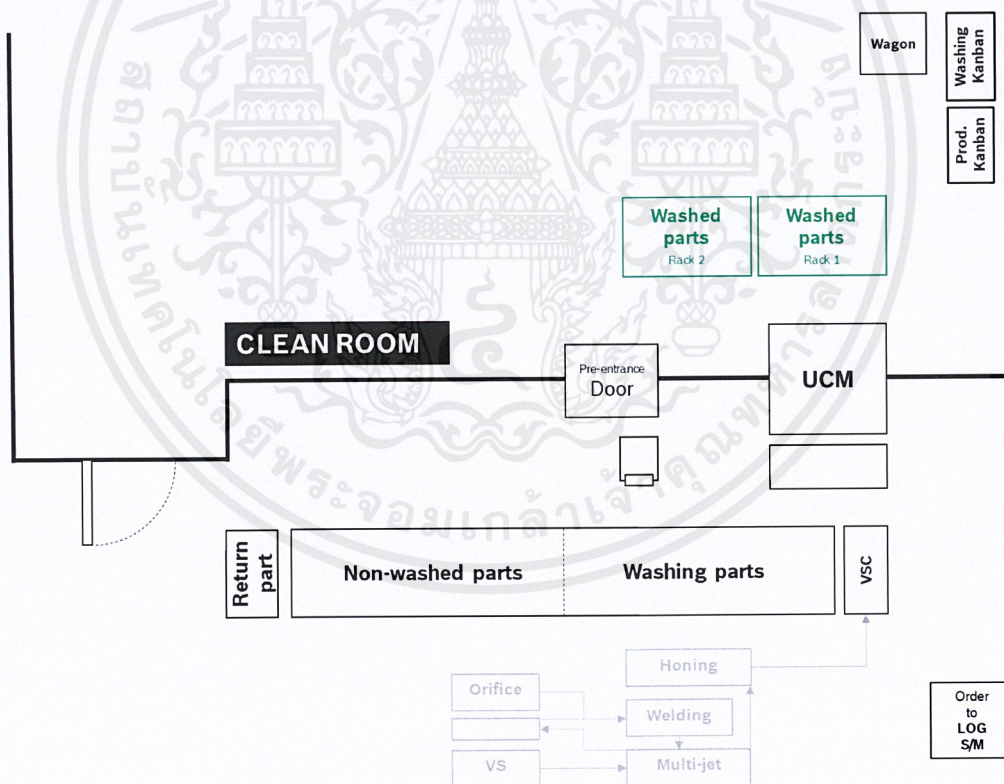 Wagon
Washing
Kanban
Prod.
Kanban
Washed
parts
Rack 2
Washed
parts
Rack 1
CLEAN ROOM
Pre-entrance
Door
UCM
Return
part
Non-washed parts
Washing parts
VSC
Honing
Orifice
Welding
VS
Multi-jet
Order
to
LOG
S/M